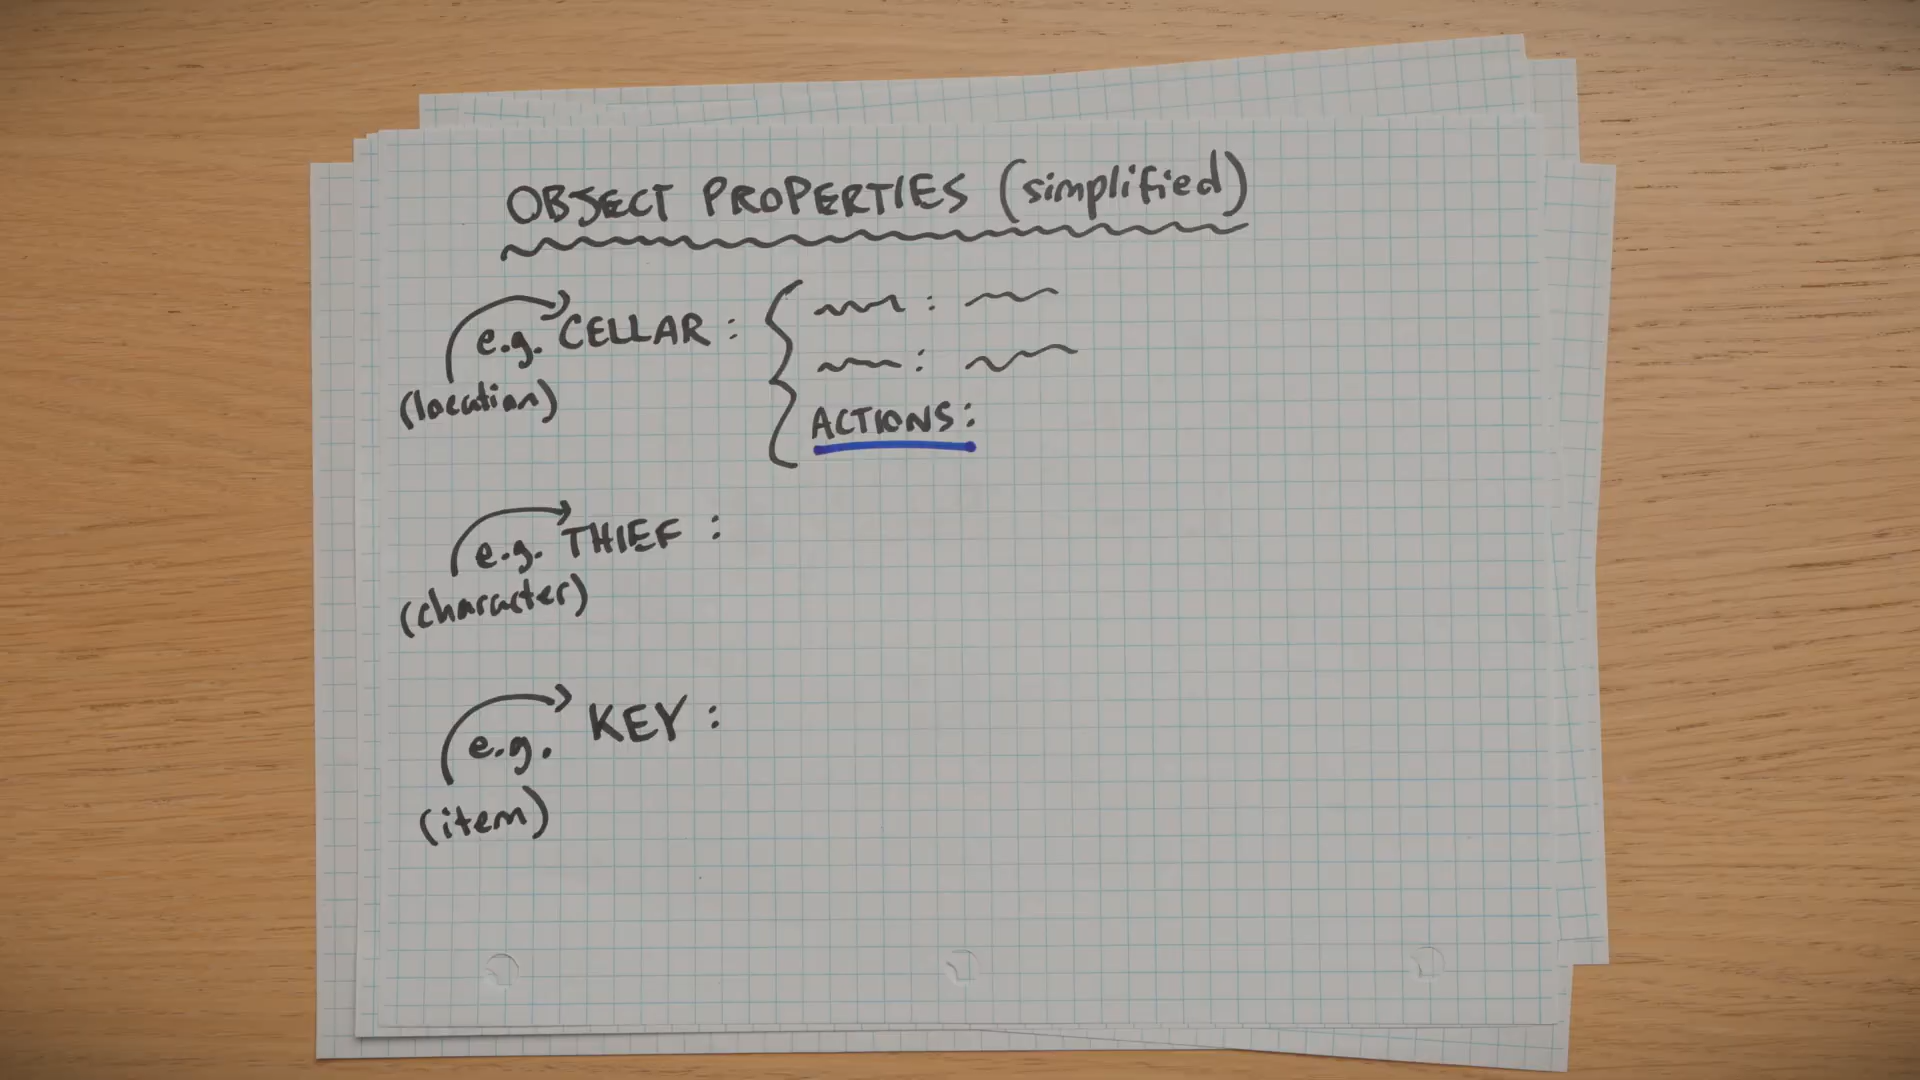 OBJECT PROPERTIES (simplified)
e.g. CELLAR :
(location)
ACTIONS:
e.g. THIEF :
(character)
e.g. KEY :
(item)